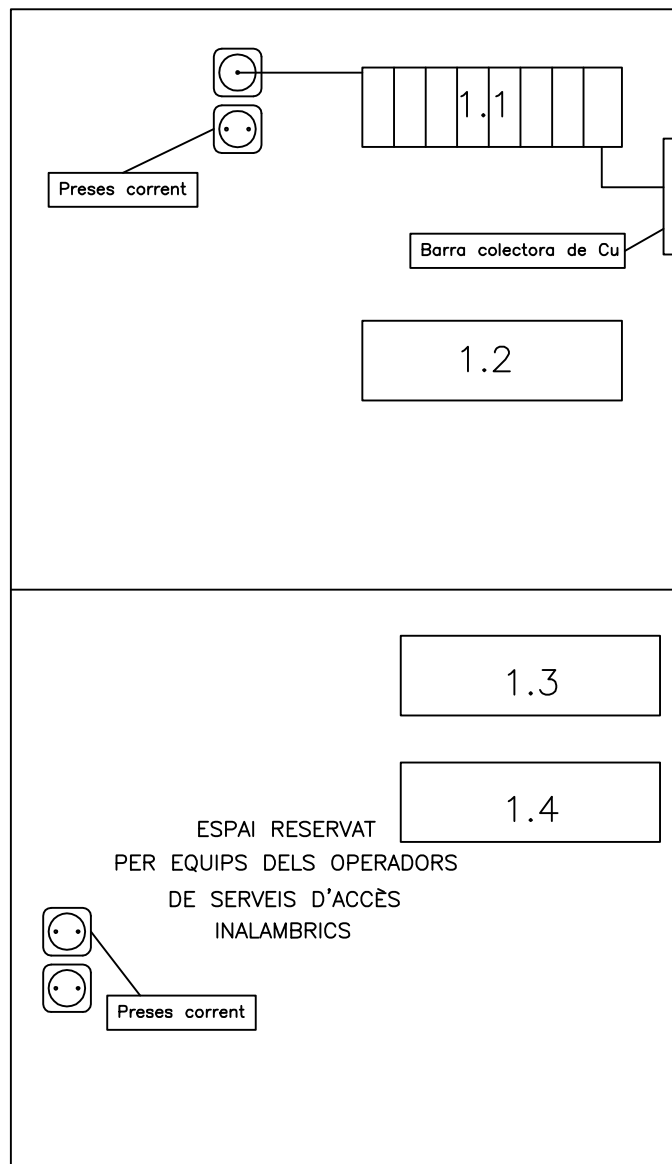 1.1
Preses corrent
Barra colectora de Cu
1.2
1.3
1.4
ESPAI RESERVAT
PER EQUIPS DELS OPERADORS
DE SERVEIS D'ACCÈS
INALAMBRICS
Preses corrent